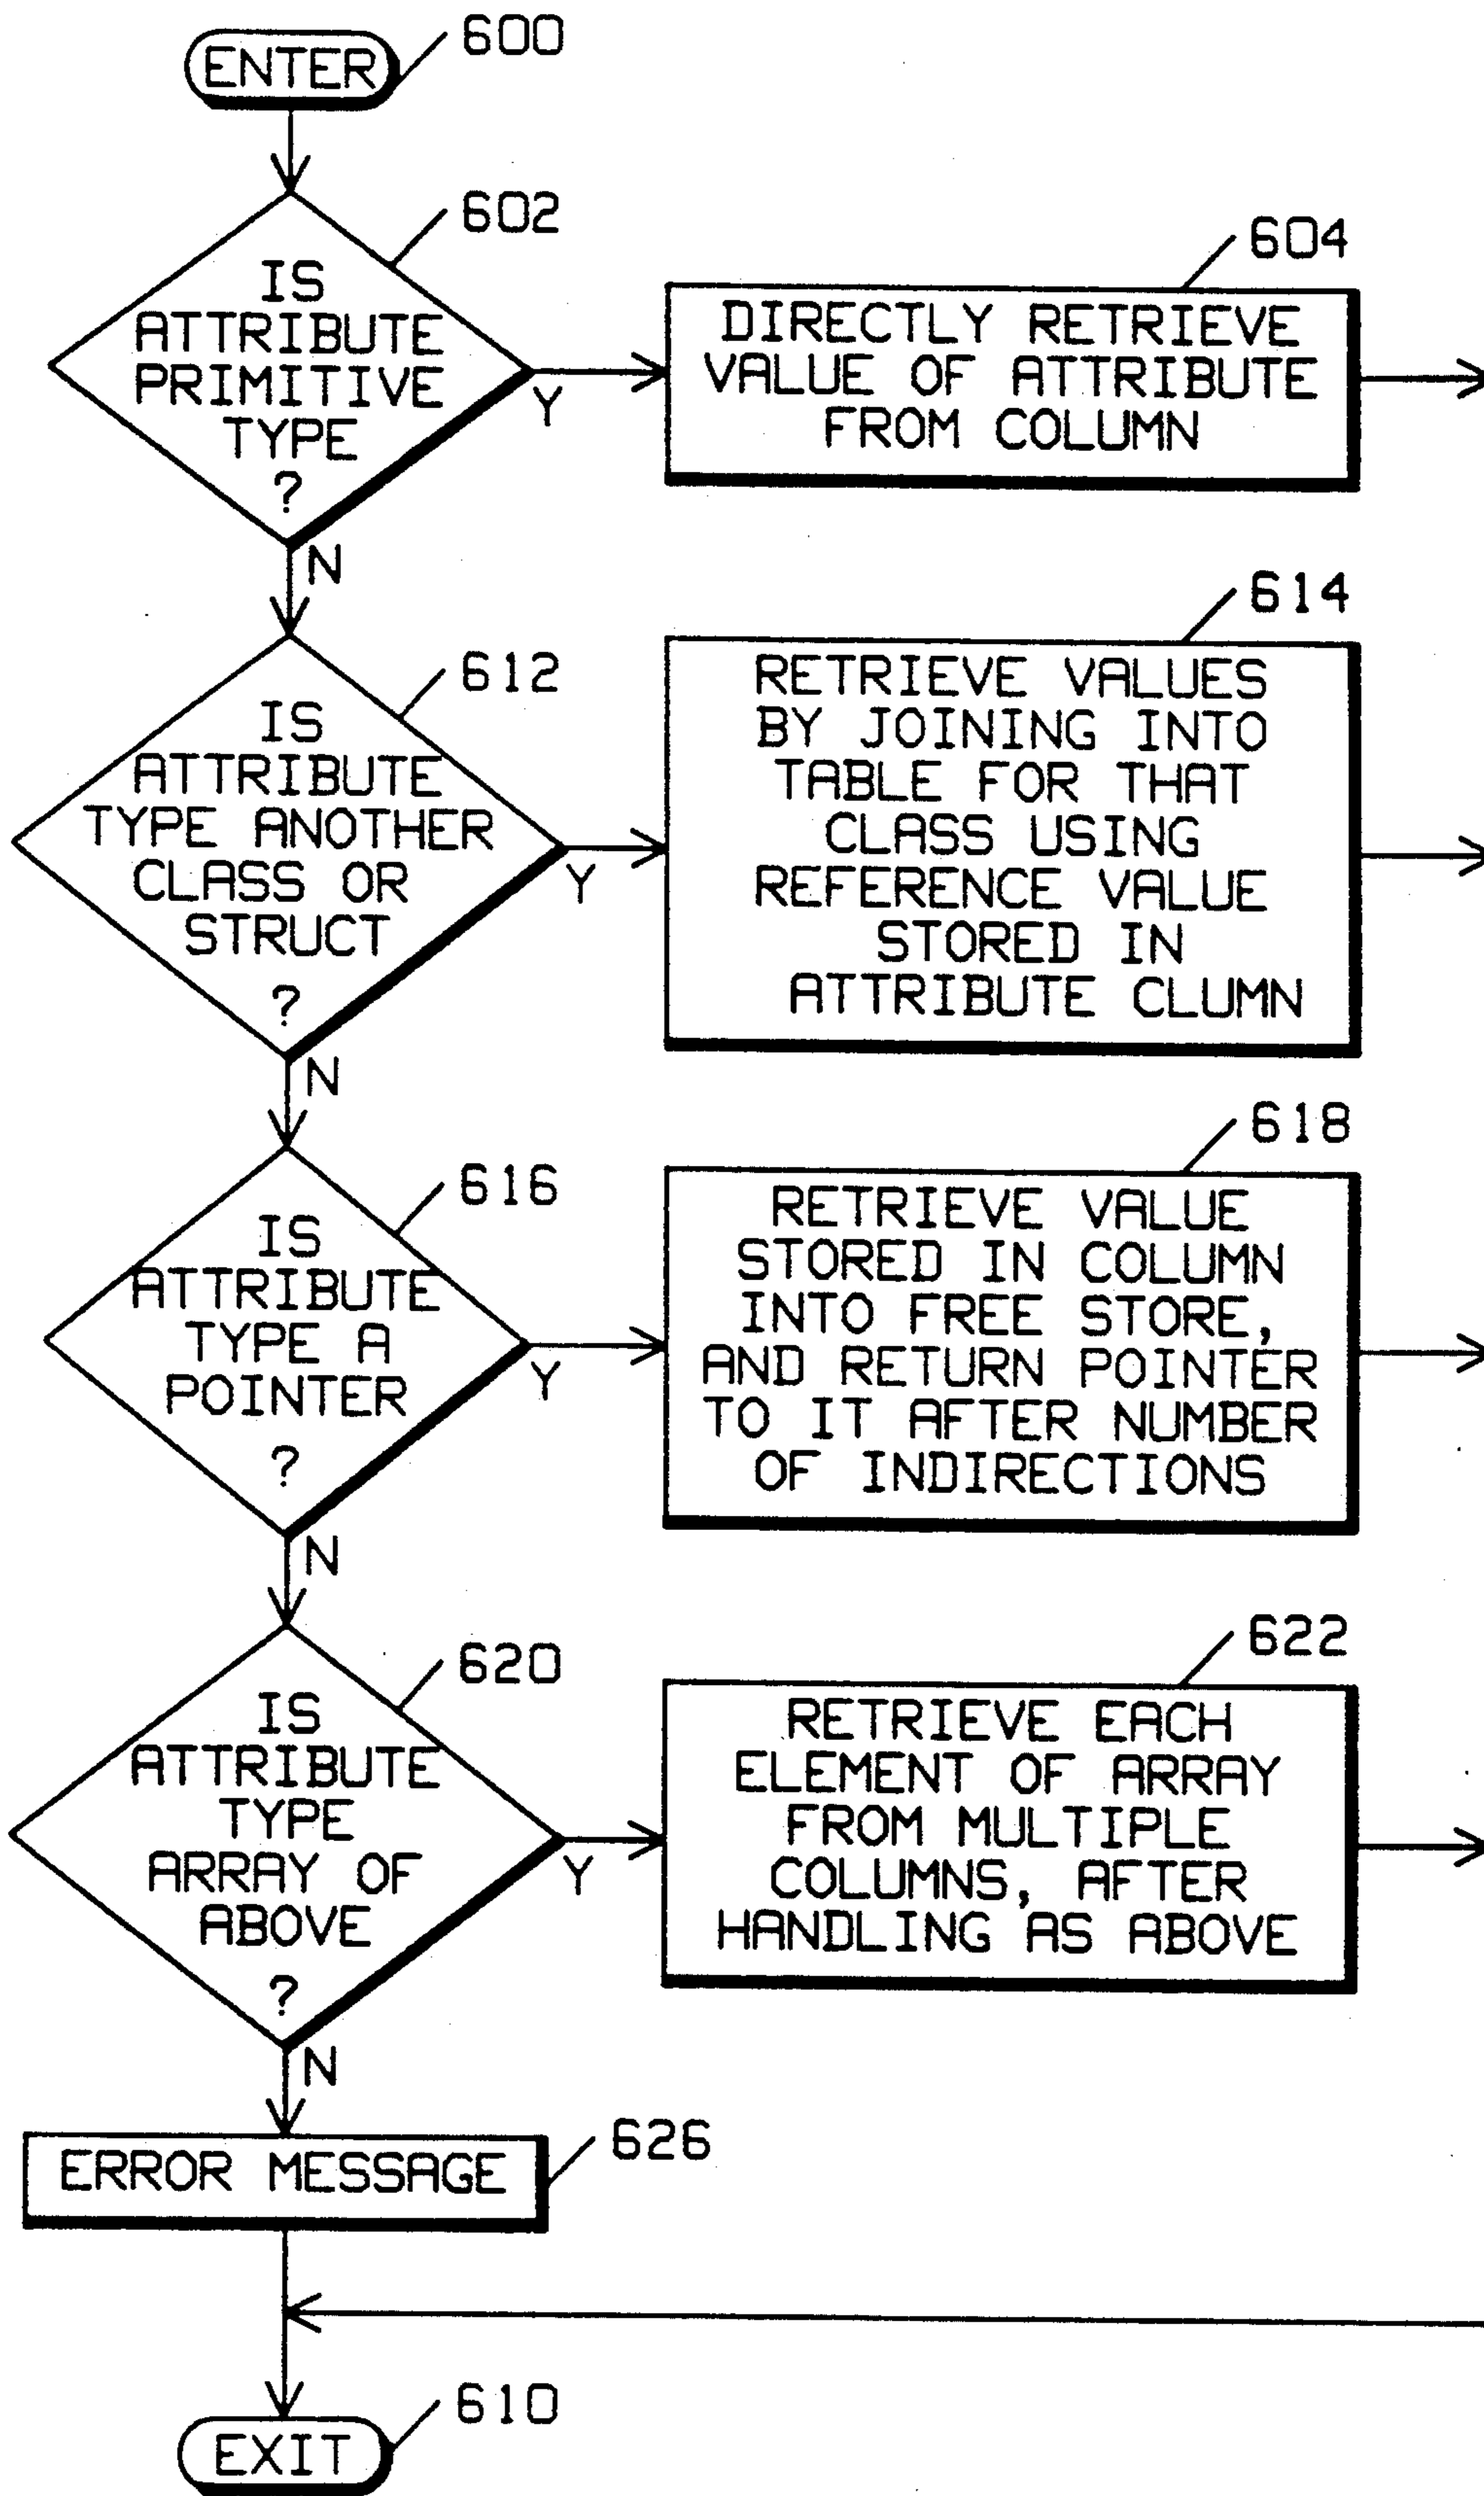 600
ENTER
602
IS
ATTRIBUTE
PRIMITIVE
TYPE
?
Y
N
604
DIRECTLY RETRIEVE
VALUE OF ATTRIBUTE
FROM COLUMN
612
IS
ATTRIBUTE
TYPE ANOTHER
CLASS OR
STRUCT
?
Y
N
614
RETRIEVE VALUES
BY JOINING INTO
TABLE FOR THAT
CLASS USING
REFERENCE VALUE
STORED IN
ATTRIBUTE CLUMN
616
IS
ATTRIBUTE
TYPE A
POINTER
?
Y
N
618
RETRIEVE VALUE
STORED IN COLUMN
INTO FREE STORE,
AND RETURN POINTER
TO IT AFTER NUMBER
OF INDIRECTIONS
620
IS
ATTRIBUTE
TYPE
ARRAY OF
ABOVE
?
Y
N
622
RETRIEVE EACH
ELEMENT OF ARRAY
FROM MULTIPLE
COLUMNS, AFTER
HANDLING AS ABOVE
626
ERROR MESSAGE
610
EXIT